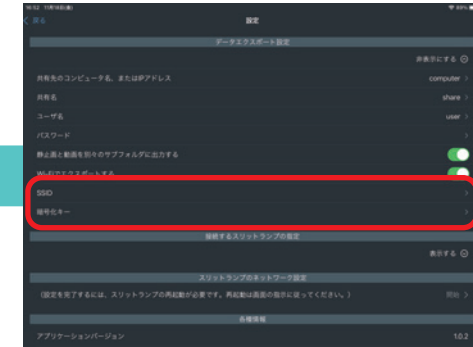 16:52 11月18日(水)
89%
戻る
設定
データエクスポート設定
非表示にする
共有先のコンピュータ名、またはIPアドレス
computer
共有名
share
ユーザ名
user
パスワード
静止画と動画を別々のサブフォルダに出力する
Wi-Fiでエクスポートする
SSID
暗号化キー
接続するスリットランプの指定
表示する
スリットランプのネットワーク設定
(設定を完了するには、スリットランプの再起動が必要です。再起動は画面の指示に従ってください。)
開始
各種情報
アプリケーションバージョン
1.0.2